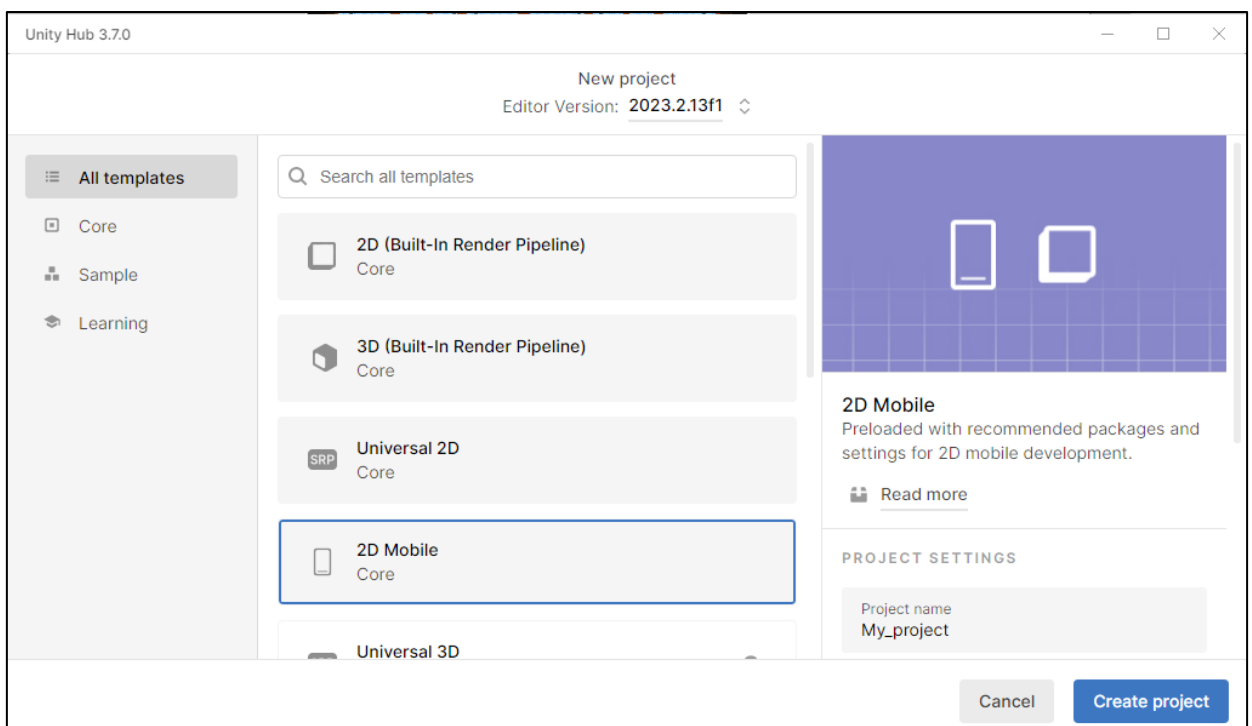 Unity Hub 3.7.0
New project
Editor Version: 2023.2.13f1
All templates
Core
Sample
Learning
Search all templates
2D (Built-In Render Pipeline)
Core
3D (Built-In Render Pipeline)
Core
SRP
Universal 2D
Core
2D Mobile
Core
Universal 3D
2D Mobile
Preloaded with recommended packages and
settings for 2D mobile development.
Read more
PROJECT SETTINGS
Project name
My_project
Cancel
Create project